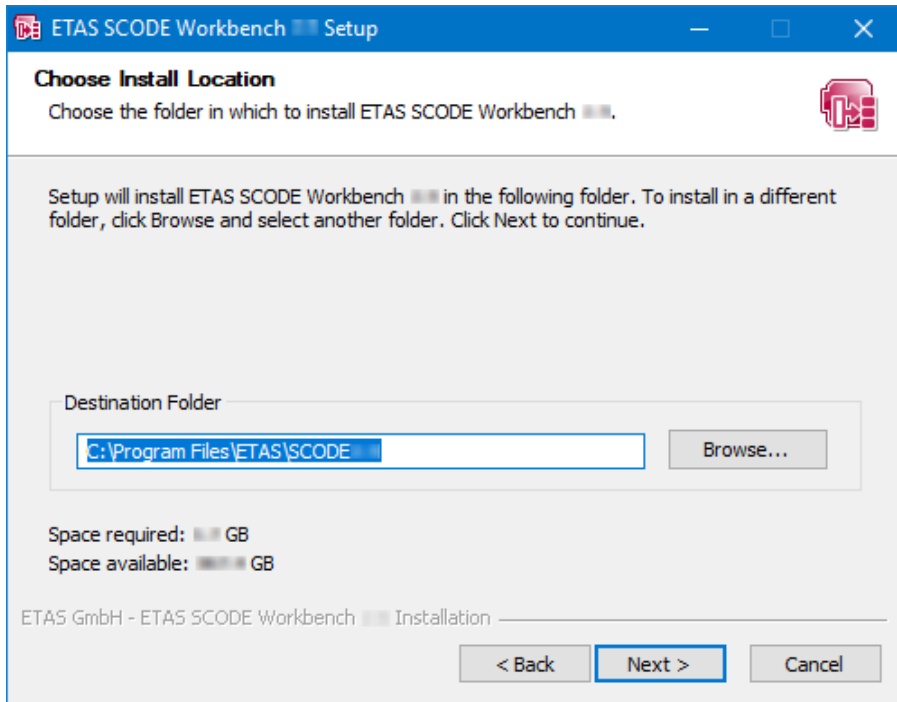 ETAS SCODE Workbench Setup
Choose Install Location
Choose the folder in which to install ETAS SCODE Workbench .
Setup will install ETAS SCODE Workbench in the following folder. To install in a different
folder, click Browse and select another folder. Click Next to continue.
Destination Folder
C:\Program Files\ETAS\SCODE
Browse...
Space required: GB
Space available: GB
ETAS GmbH - ETAS SCODE Workbench Installation
< Back
Next >
Cancel